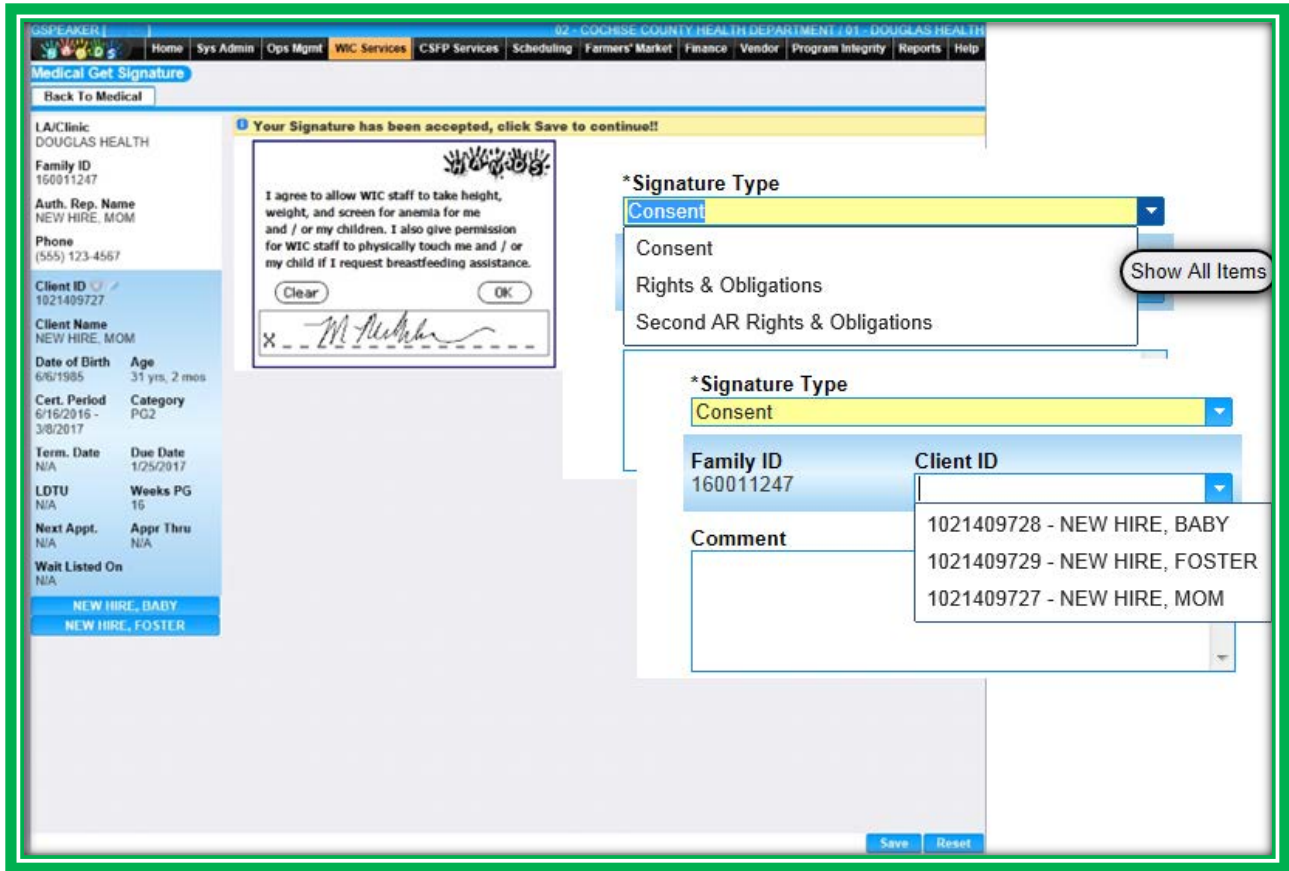 GSPEAKER [ ]
02 - COCHISE COUNTY HEALTH DEPARTMENT / 01 - DOUGLAS HEALTH
Home Sys Admin Ops Mgmt WIC Services CSFP Services Scheduling Farmers' Market Finance Vendor Program Integrity Reports Help
Medical Get Signature
Back To Medical
LA/Clinic
DOUGLAS HEALTH
Family ID
160011247
Auth. Rep. Name
NEW HIRE, MOM
Phone
(555) 123-4567
Client ID
1021409727
Client Name
NEW HIRE, MOM
Date of Birth Age
6/6/1985 31 yrs, 2 mos
Cert. Period Category
6/16/2016 - PG2
3/8/2017
Term. Date Due Date
N/A 1/25/2017
LDTU Weeks PG
N/A 16
Next Appt. Appr Thru
N/A N/A
Wait Listed On
N/A
NEW HIRE, BABY
NEW HIRE, FOSTER
Your Signature has been accepted, click Save to continue!!
I agree to allow WIC staff to take height,
weight, and screen for anemia for me
and / or my children. I also give permission
for WIC staff to physically touch me and / or
my child if I request breastfeeding assistance.
Clear OK
X
*Signature Type
Consent
Consent
Rights & Obligations
Second AR Rights & Obligations
Show All Items
*Signature Type
Consent
Family ID Client ID
160011247
1021409728 - NEW HIRE, BABY
1021409729 - NEW HIRE, FOSTER
1021409727 - NEW HIRE, MOM
Comment
Save Reset